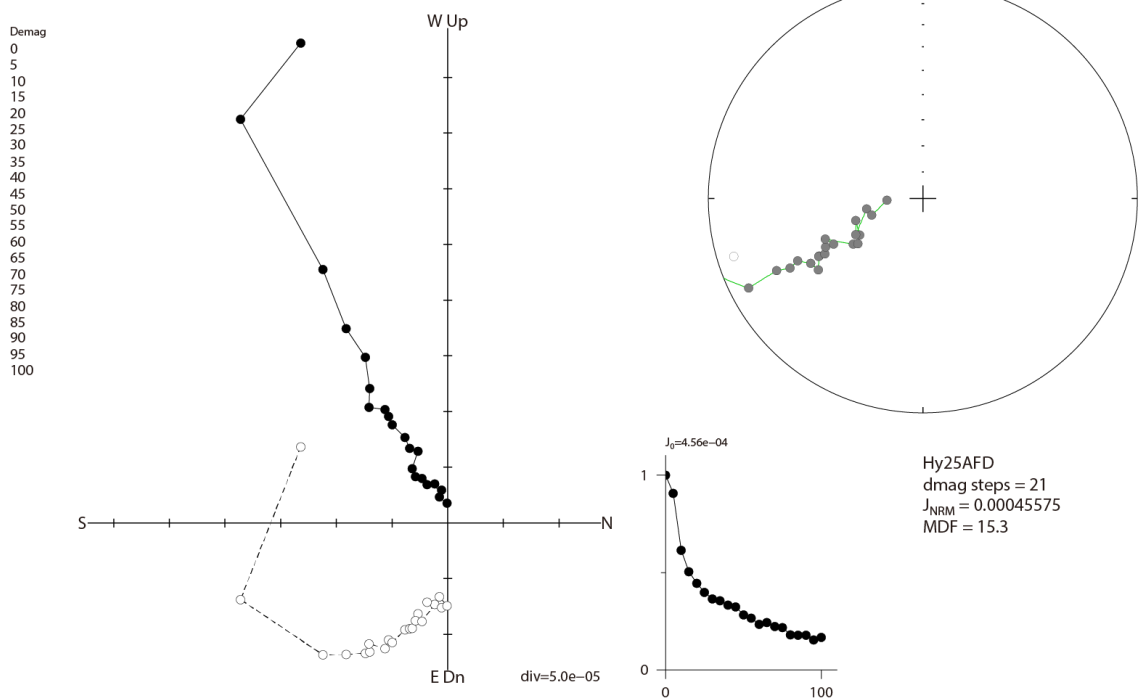 Demag
0
5
10
15
20
25
30
35
40
45
50
55
60
65
70
75
80
85
90
95
100
W Up
S
N
E Dn
div=5.0e−05
J0=4.56e−04
1
0
0
100
Hy25AFD
dmag steps = 21
JNRM = 0.00045575
MDF = 15.3